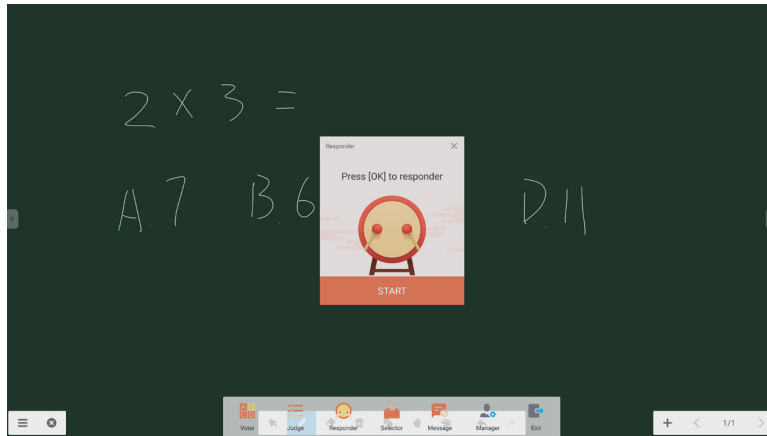 2 × 3 =
Responder
Press [OK] to responder
A.7 B.6 D.11
START
Voter Judge Responder Selector Message Manager Exit
1/1